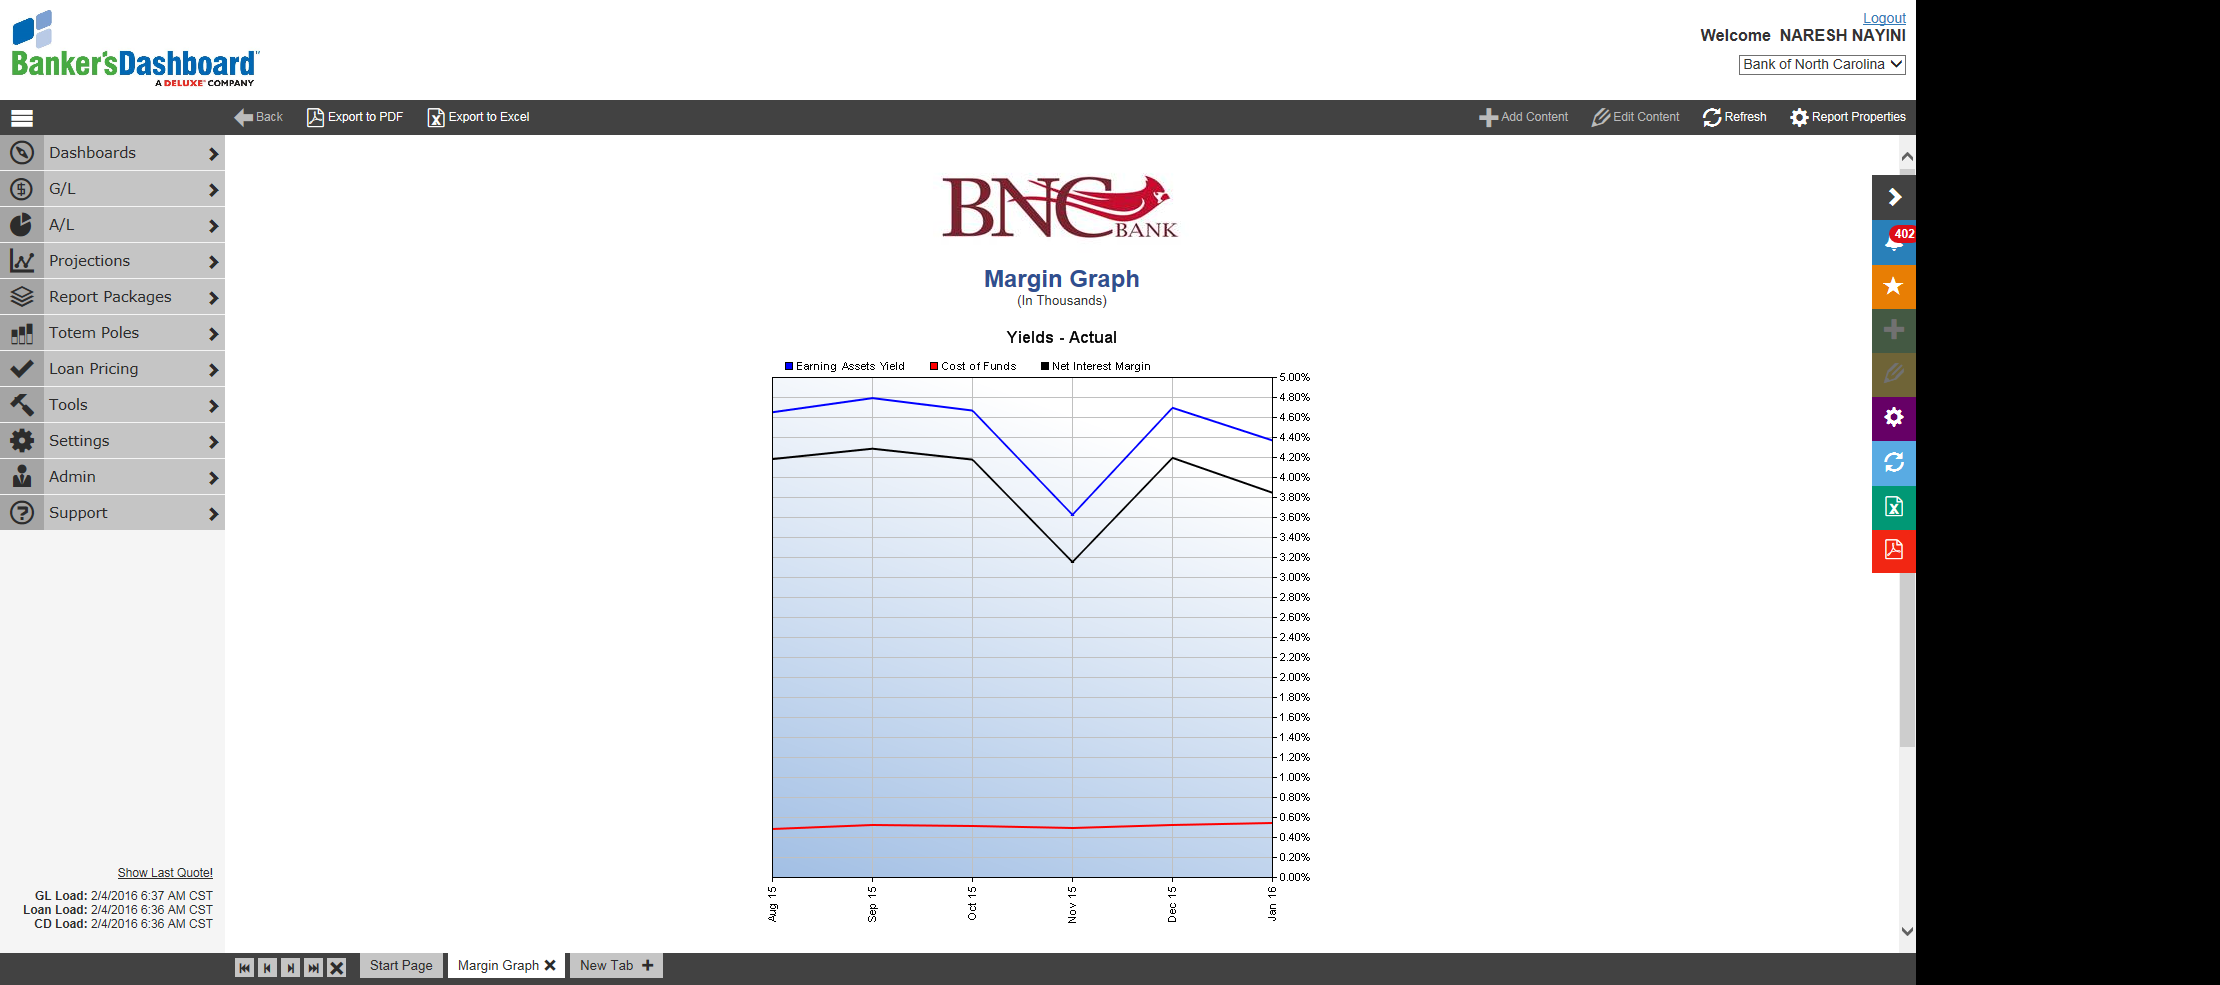 Banker'sDashboard
A DELUXE COMPANY
Logout
Welcome NARESH NAYINI
Bank of North Carolina
Back
Export to PDF
Export to Excel
Add Content
Edit Content
Refresh
Report Properties
Dashboards
G/L
A/L
Projections
Report Packages
Totem Poles
Loan Pricing
Tools
Settings
Admin
Support
402
BNC
BANK
Margin Graph
(In Thousands)
Yields - Actual
Earning Assets Yield
Cost of Funds
Net Interest Margin
5.00%
4.80%
4.60%
4.40%
4.20%
4.00%
3.80%
3.60%
3.40%
3.20%
3.00%
2.80%
2.60%
2.40%
2.20%
2.00%
1.80%
1.60%
1.40%
1.20%
1.00%
0.80%
0.60%
0.40%
0.20%
0.00%
Aug 15
Sep 15
Oct 15
Nov 15
Dec 15
Jan 16
Show Last Quote!
GL Load: 2/4/2016 6:37 AM CST
Loan Load: 2/4/2016 6:36 AM CST
CD Load: 2/4/2016 6:36 AM CST
Start Page
Margin Graph
New Tab